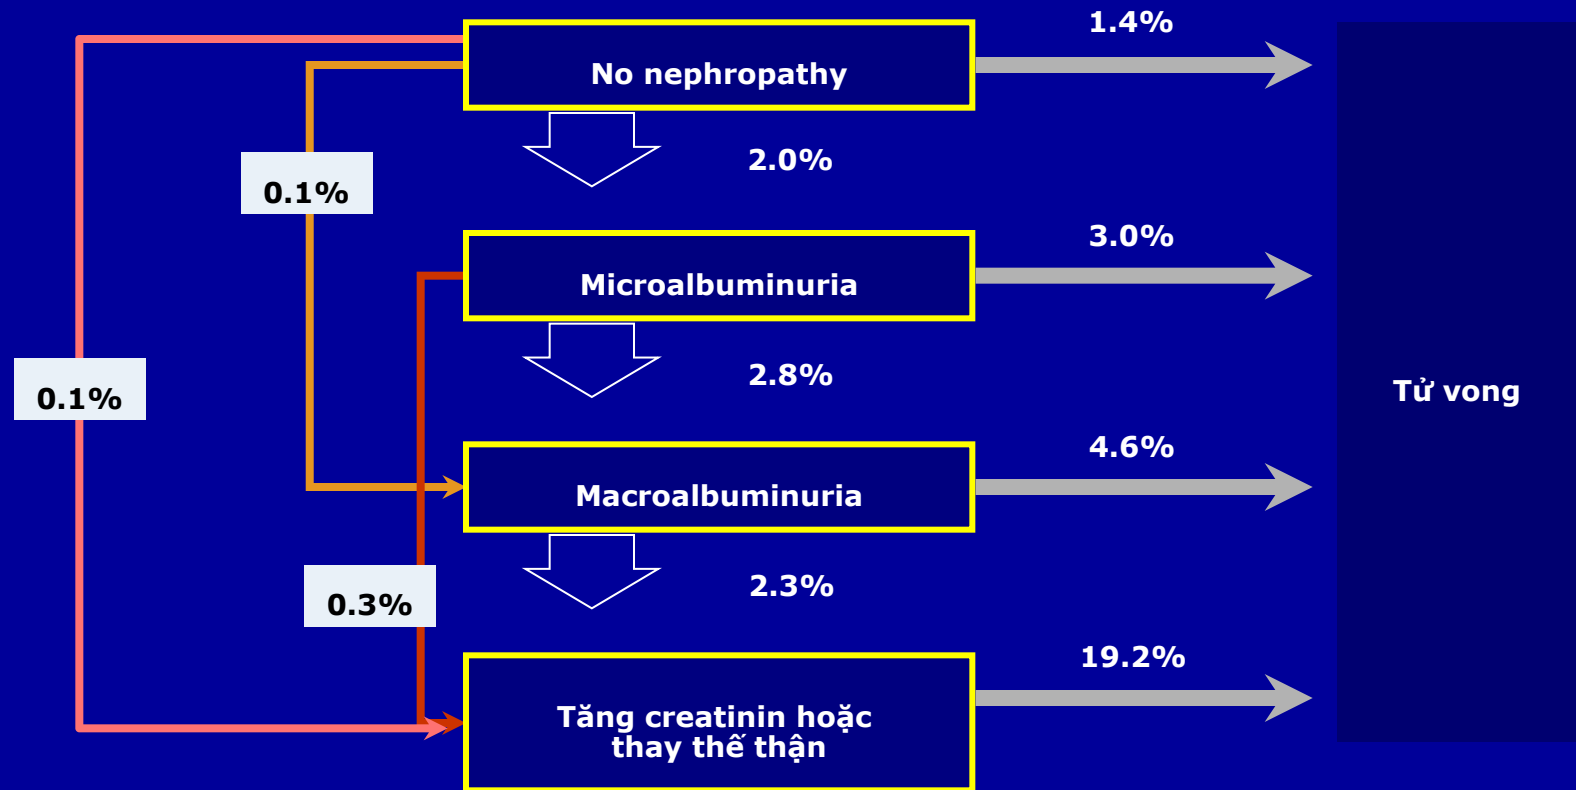 1.4%
No nephropathy
2.0%
0.1%
3.0%
Microalbuminuria
2.8%
0.1%
Tử vong
4.6%
Macroalbuminuria
2.3%
0.3%
19.2%
Tăng creatinin hoặc
thay thế thận